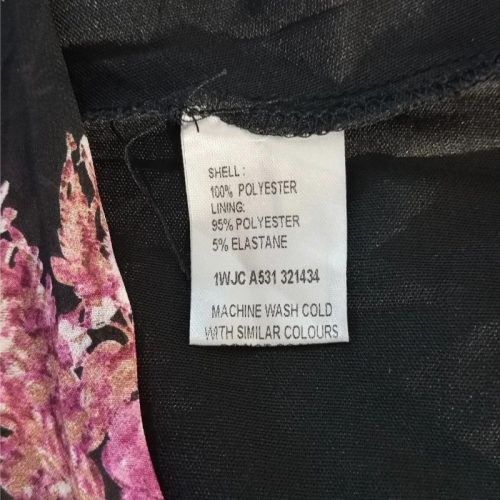 SHELL :
100% POLYESTER
LINING:
95% POLYESTER
5% ELASTANE
1WJC A531 321434
MACHINE WASH COLD
WITH SIMILAR COLOURS